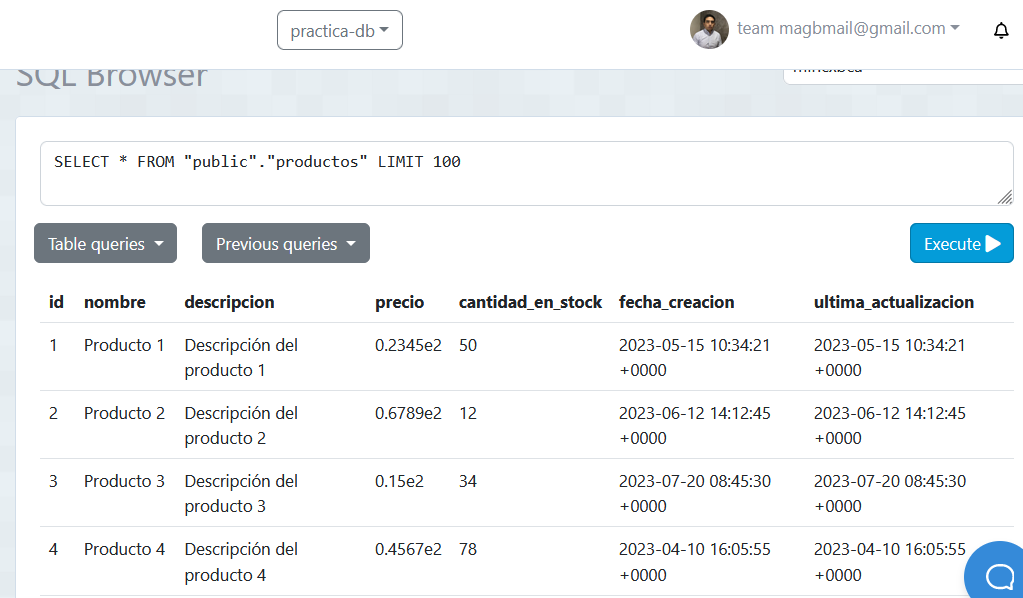 practica-db
team magbmail@gmail.com
SQL Browser
SELECT * FROM "public"."productos" LIMIT 100
Table queries Previous queries Execute
id nombre descripcion precio cantidad_en_stock fecha_creacion ultima_actualizacion
1 Producto 1 Descripción del 0.2345e2 50 2023-05-15 10:34:21 2023-05-15 10:34:21
producto 1 +0000 +0000
2 Producto 2 Descripción del 0.6789e2 12 2023-06-12 14:12:45 2023-06-12 14:12:45
producto 2 +0000 +0000
3 Producto 3 Descripción del 0.15e2 34 2023-07-20 08:45:30 2023-07-20 08:45:30
producto 3 +0000 +0000
4 Producto 4 Descripción del 0.4567e2 78 2023-04-10 16:05:55 2023-04-10 16:05:55
producto 4 +0000 +0000